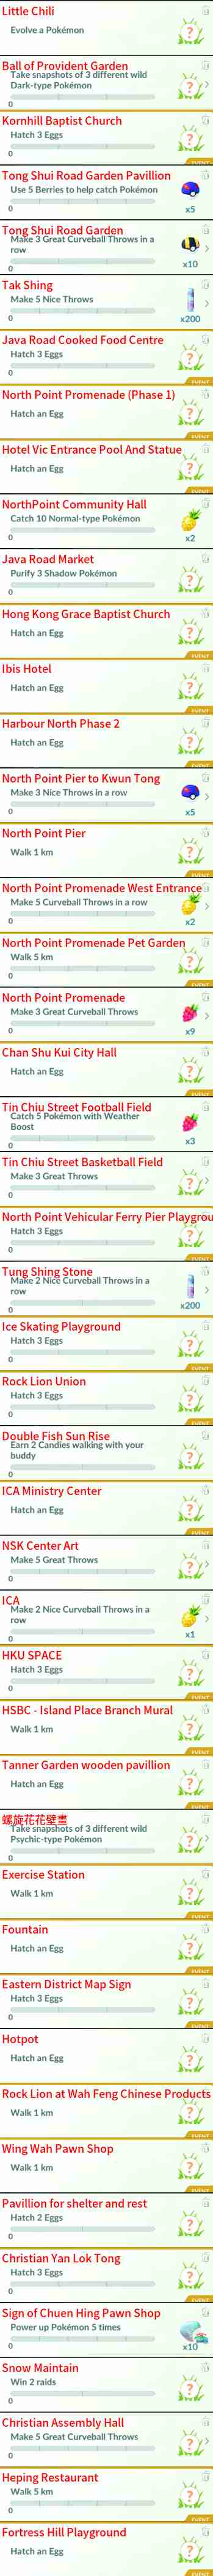 Little Chili
Evolve a Pokémon
Ball of Provident Garden
Take snapshots of 3 different wild
Dark-type Pokémon
0
Kornhill Baptist Church
Hatch 3 Eggs
0
EVENT
Tong Shui Road Garden Pavillion
Use 5 Berries to help catch Pokémon
0
x5
Tong Shui Road Garden
Make 3 Great Curveball Throws in a
row
0
x10
Tak Shing
Make 5 Nice Throws
0
x200
Java Road Cooked Food Centre
Hatch 3 Eggs
0
EVENT
North Point Promenade (Phase 1)
Hatch an Egg
EVENT
Hotel Vic Entrance Pool And Statue
Hatch an Egg
EVENT
NorthPoint Community Hall
Catch 10 Normal-type Pokémon
0
x2
Java Road Market
Purify 3 Shadow Pokémon
0
Hong Kong Grace Baptist Church
Hatch an Egg
EVENT
Ibis Hotel
Hatch an Egg
EVENT
Harbour North Phase 2
Hatch an Egg
EVENT
North Point Pier to Kwun Tong
Make 3 Nice Throws in a row
0
x5
North Point Pier
Walk 1 km
EVENT
North Point Promenade West Entrance
Make 5 Curveball Throws in a row
0
x2
North Point Promenade Pet Garden
Walk 5 km
0
EVENT
North Point Promenade
Make 3 Great Curveball Throws
0
x9
Chan Shu Kui City Hall
Hatch an Egg
EVENT
Tin Chiu Street Football Field
Catch 5 Pokémon with Weather
Boost
0
x3
Tin Chiu Street Basketball Field
Make 3 Great Throws
0
North Point Vehicular Ferry Pier Playgrou
Hatch 3 Eggs
0
EVENT
Tung Shing Stone
Make 2 Nice Curveball Throws in a
row
0
x200
Ice Skating Playground
Hatch 3 Eggs
0
EVENT
Rock Lion Union
Hatch 3 Eggs
0
EVENT
Double Fish Sun Rise
Earn 2 Candies walking with your
buddy
0
ICA Ministry Center
Hatch an Egg
EVENT
NSK Center Art
Make 5 Great Throws
0
ICA
Make 2 Nice Curveball Throws in a
row
0
x1
HKU SPACE
Hatch 3 Eggs
0
EVENT
HSBC - Island Place Branch Mural
Walk 1 km
EVENT
Tanner Garden wooden pavillion
Hatch an Egg
EVENT
螺旋花花壁畫
Take snapshots of 3 different wild
Psychic-type Pokémon
0
Exercise Station
Walk 1 km
EVENT
Fountain
Hatch an Egg
EVENT
Eastern District Map Sign
Hatch 3 Eggs
0
EVENT
Hotpot
Hatch an Egg
EVENT
Rock Lion at Wah Feng Chinese Products
Walk 1 km
EVENT
Wing Wah Pawn Shop
Walk 1 km
EVENT
Pavillion for shelter and rest
Hatch 2 Eggs
0
EVENT
Christian Yan Lok Tong
Hatch 3 Eggs
0
EVENT
Sign of Chuen Hing Pawn Shop
Power up Pokémon 5 times
0
x10
Snow Maintain
Win 2 raids
0
Christian Assembly Hall
Make 5 Great Curveball Throws
0
Heping Restaurant
Walk 5 km
0
EVENT
Fortress Hill Playground
Hatch an Egg
EVENT